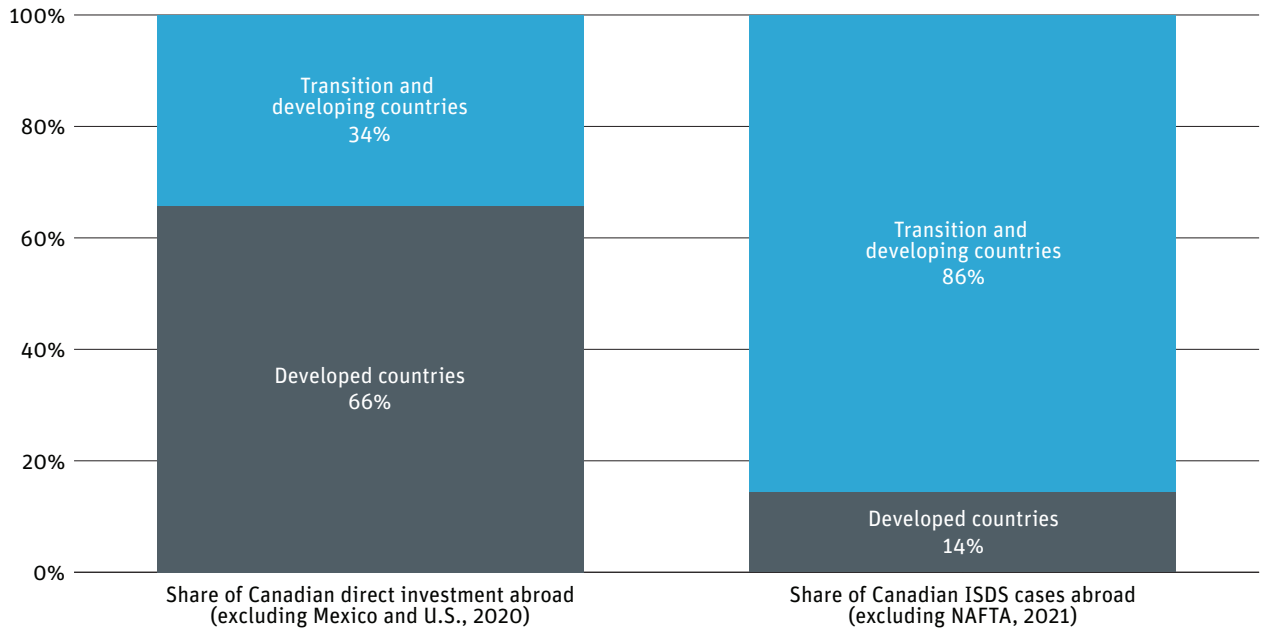 100%
80%
60%
40%
20%
0%
Transition and
developing countries
34%
Developed countries
66%
Transition and
developing countries
86%
Developed countries
14%
Share of Canadian direct investment abroad
(excluding Mexico and U.S., 2020)
Share of Canadian ISDS cases abroad
(excluding NAFTA, 2021)